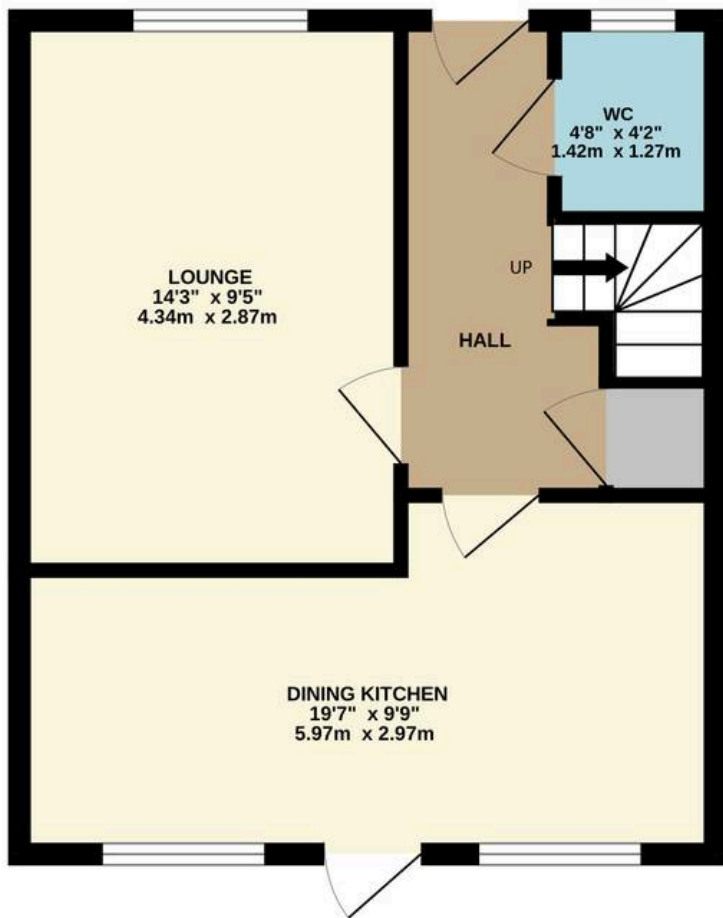 WC
4'8" x 4'2"
1.42m x 1.27m
LOUNGE
14'3" x 9'5"
4.34m x 2.87m
UP
HALL
DINING KITCHEN
19'7" x 9'9"
5.97m x 2.97m